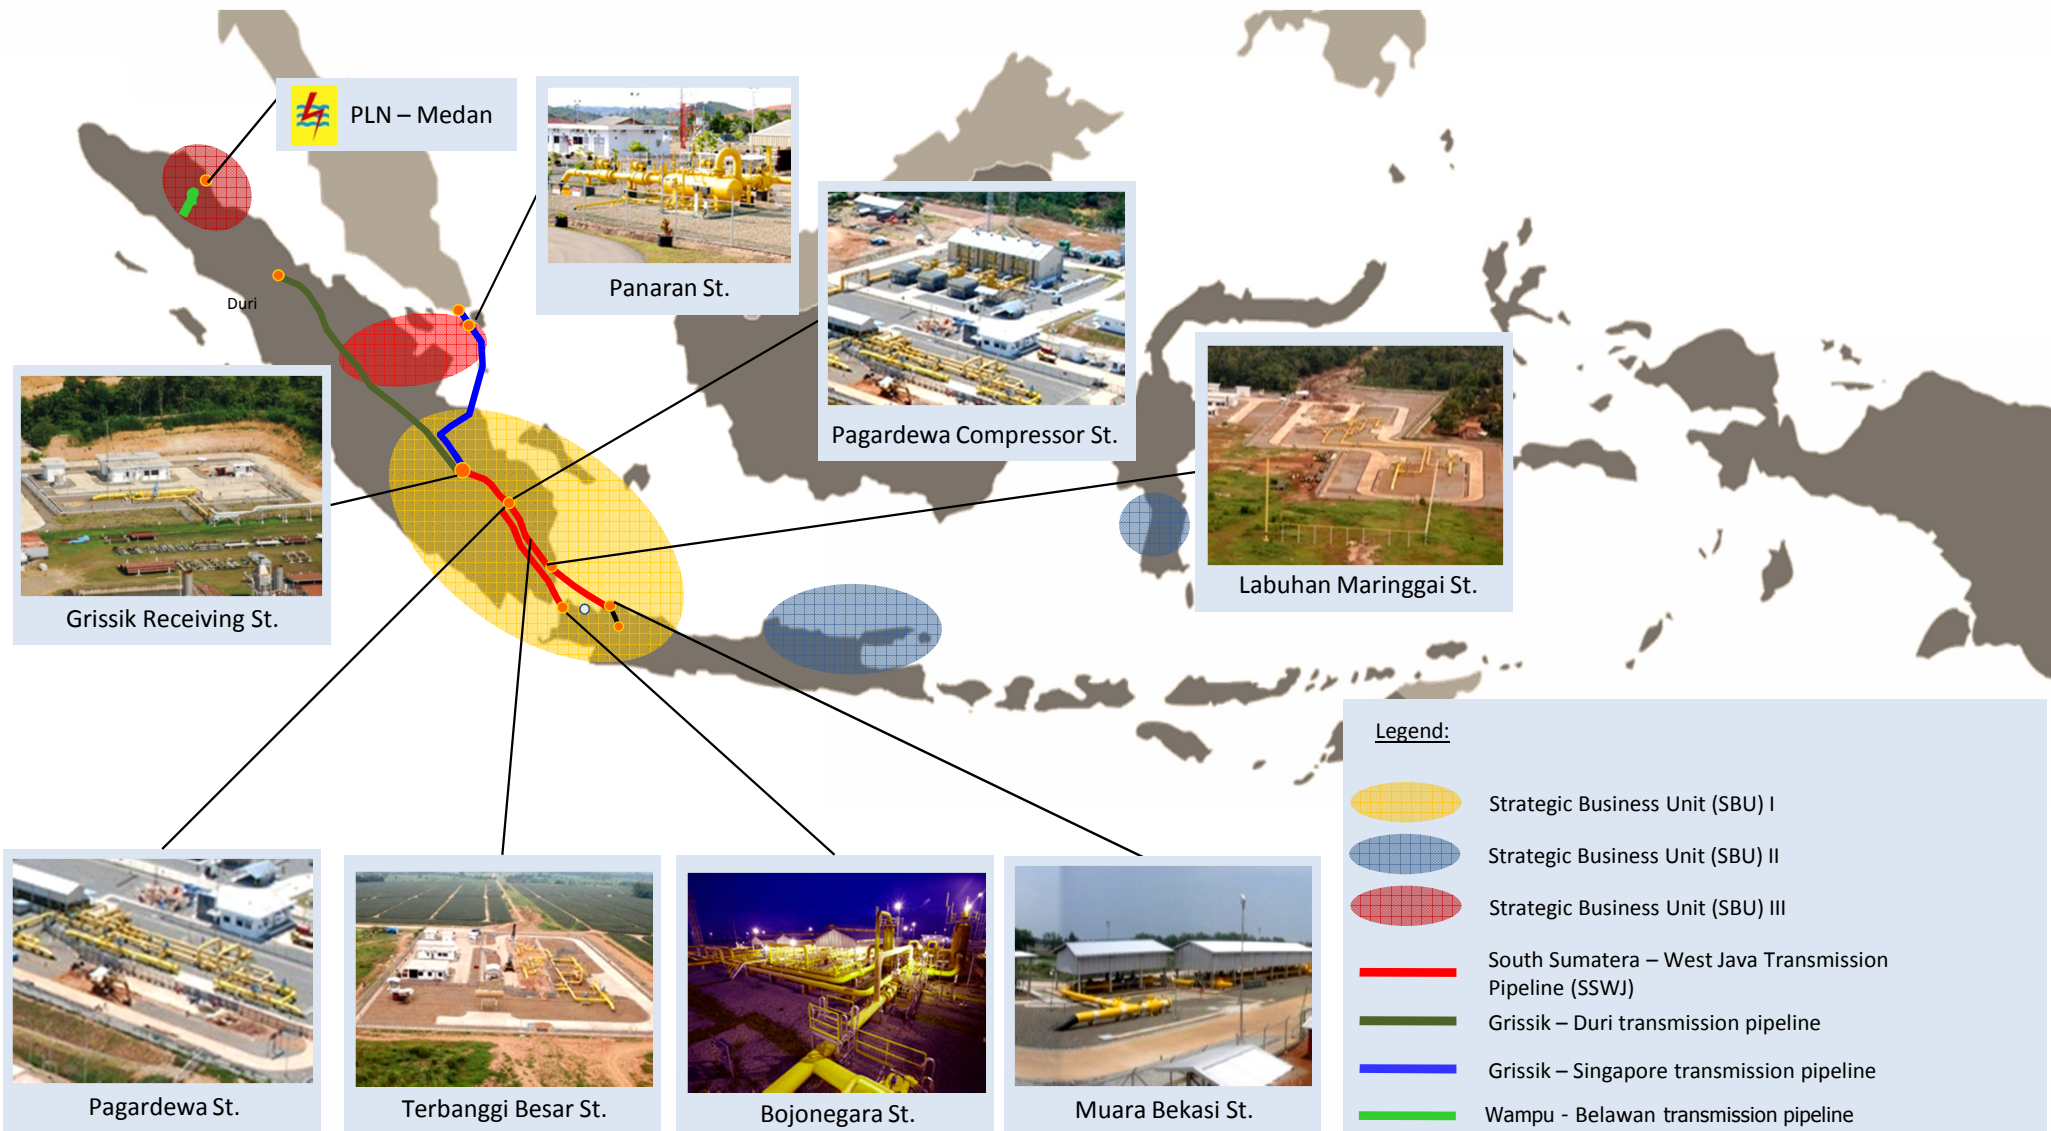 PLN – Medan
Panaran St.
Duri
Pagardewa Compressor St.
Labuhan Maringgai St.
Grissik Receiving St.
Pagardewa St.
Terbanggi Besar St.
Bojonegara St.
Muara Bekasi St.
Legend:
Strategic Business Unit (SBU) I
Strategic Business Unit (SBU) II
Strategic Business Unit (SBU) III
South Sumatera – West Java Transmission
Pipeline (SSWJ)
Grissik – Duri transmission pipeline
Grissik – Singapore transmission pipeline
Wampu - Belawan transmission pipeline